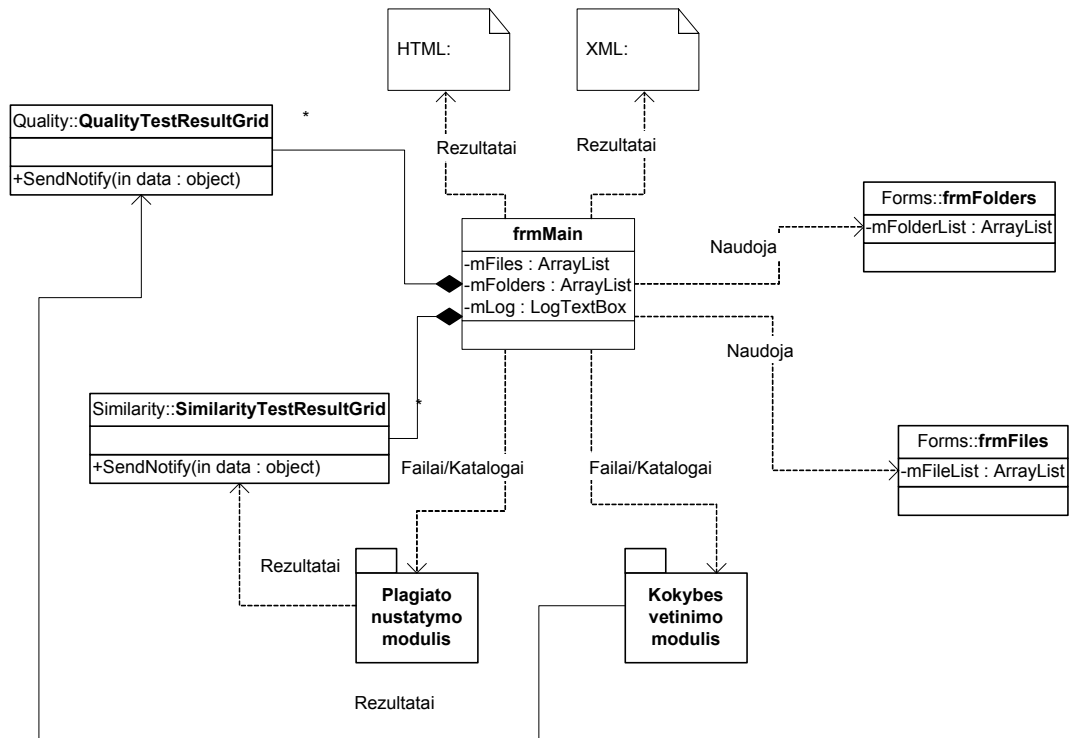 HTML:
XML:
Quality::QualityTestResultGrid
*
+SendNotify(in data : object)
Rezultatai
Rezultatai
Forms::frmFolders
-mFolderList : ArrayList
frmMain
-mFiles : ArrayList
-mFolders : ArrayList
-mLog : LogTextBox
Naudoja
Naudoja
Similarity::SimilarityTestResultGrid
*
+SendNotify(in data : object)
Forms::frmFiles
-mFileList : ArrayList
Failai/Katalogai
Failai/Katalogai
Rezultatai
Plagiato
nustatymo
modulis
Kokybes
vetinimo
modulis
Rezultatai